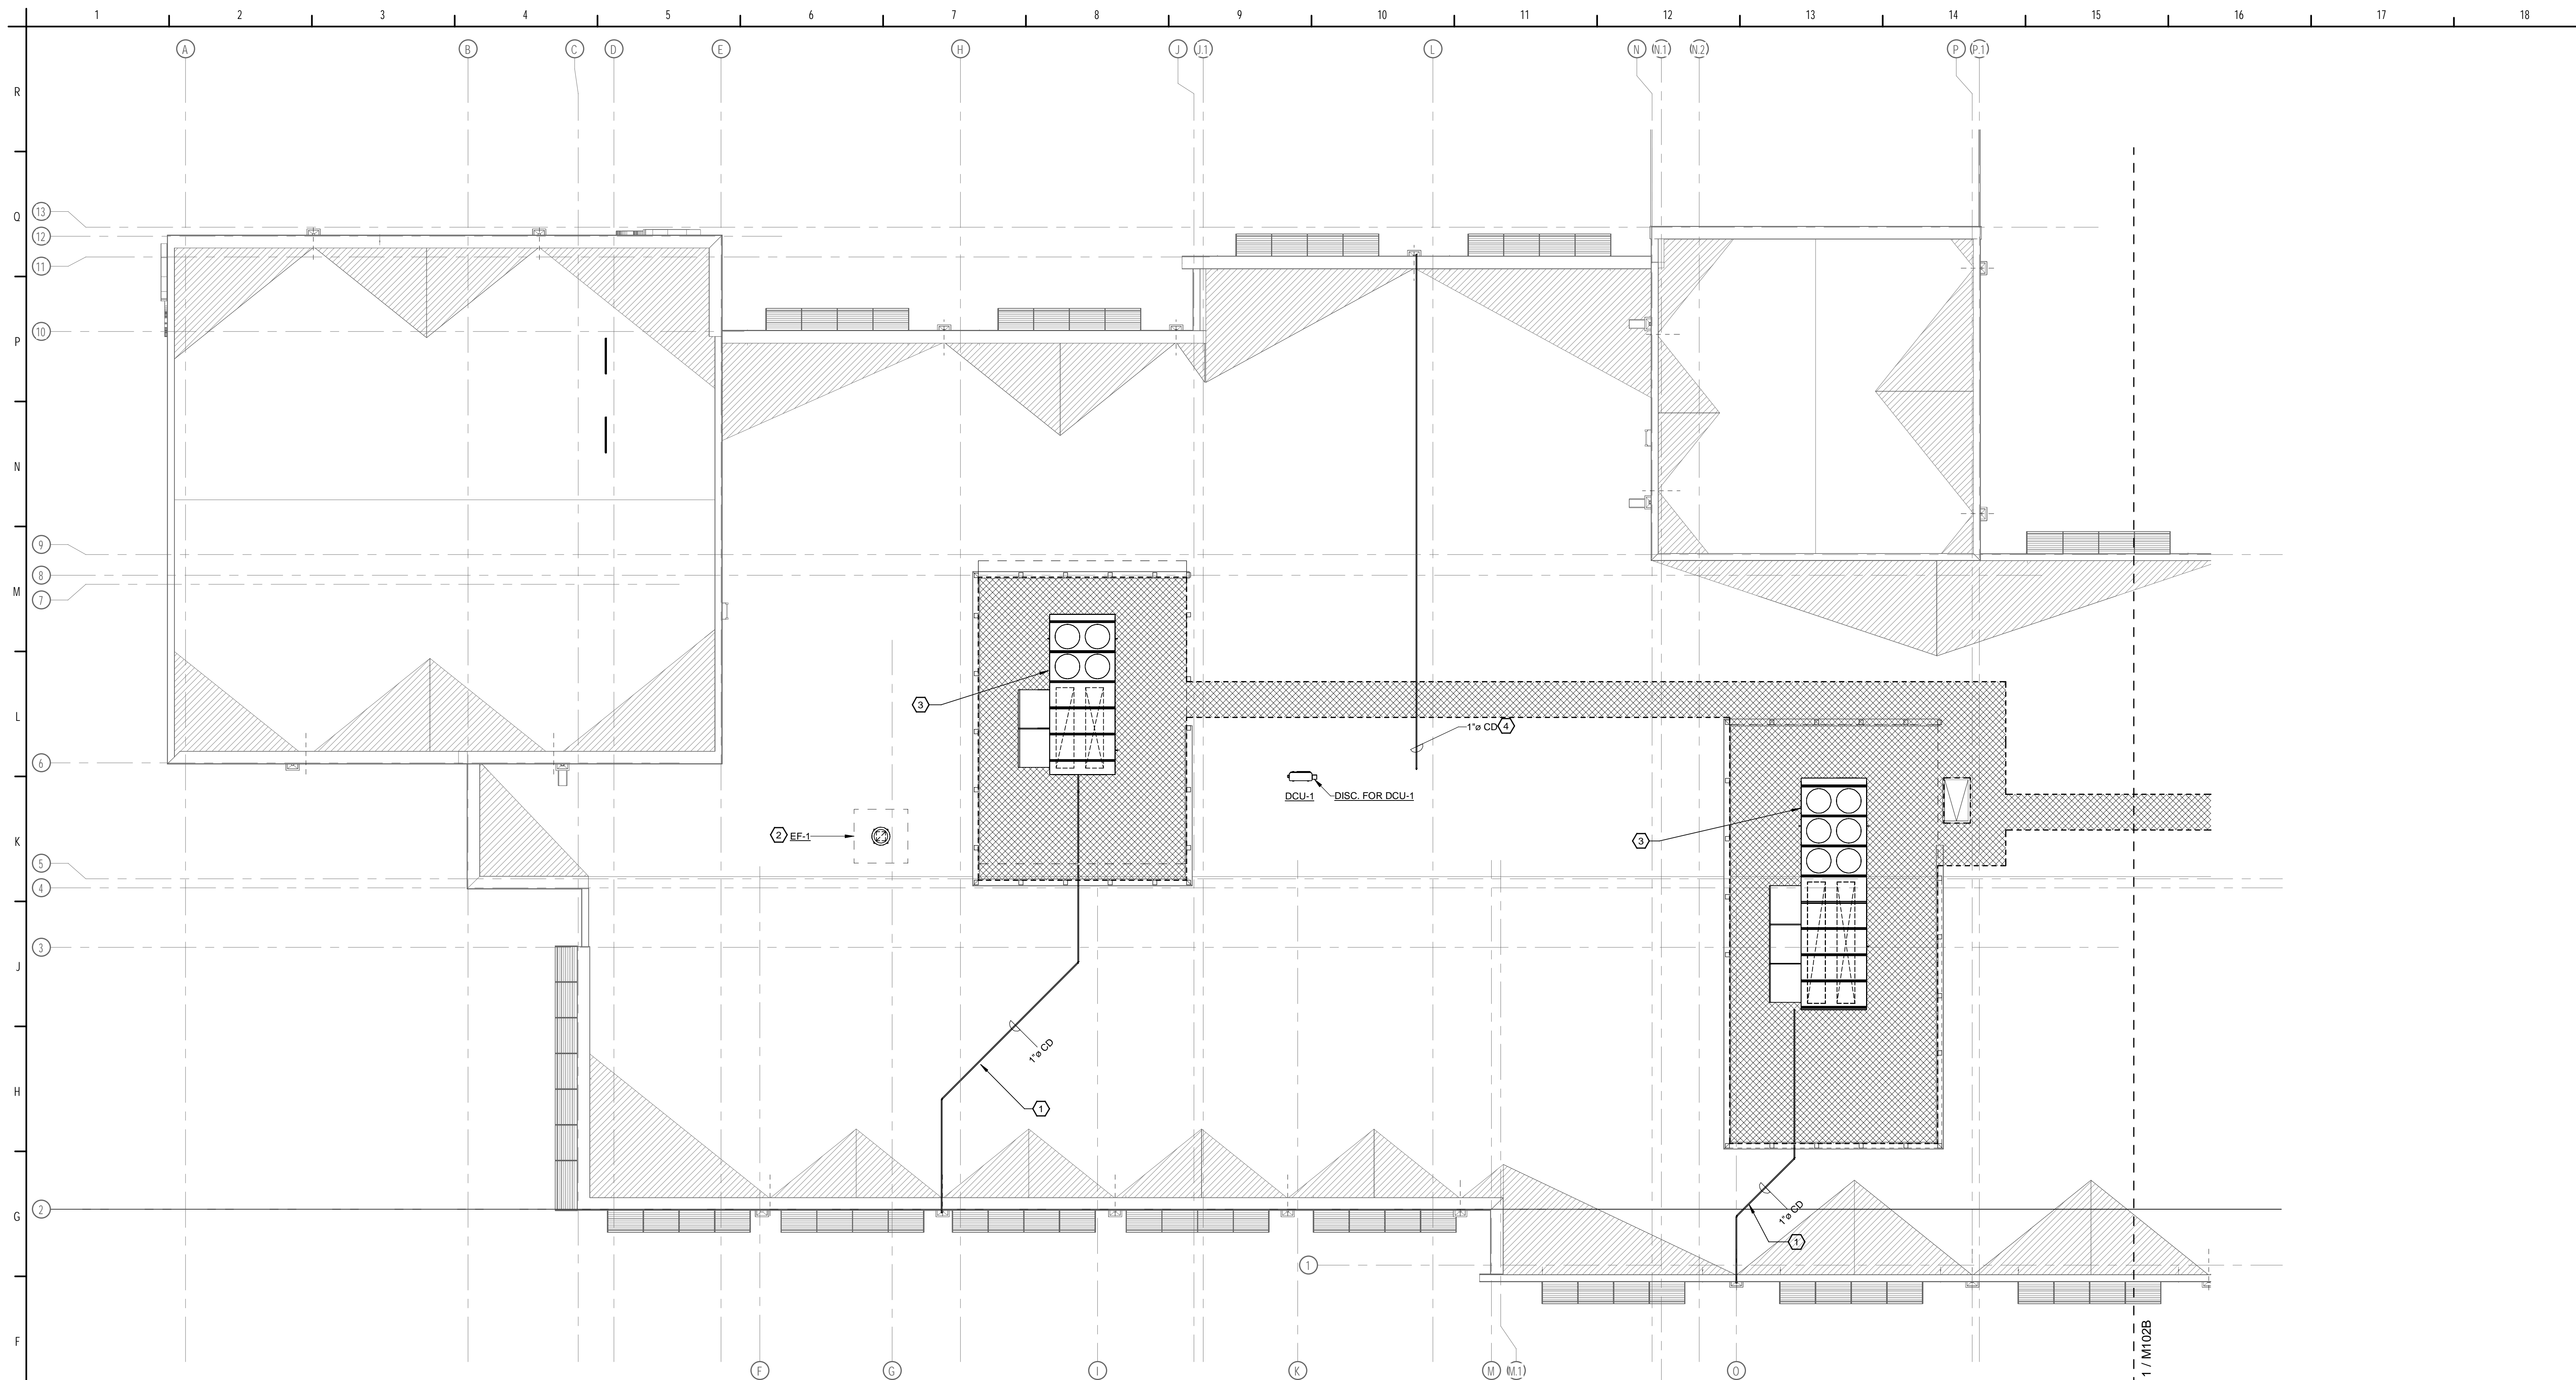 1 2 3 4 5 6 7 8 9 10 11 12 13 14 15 16 17 18
A B C D E H J (J.1) L N (N.1) (N.2) P (P.1)
R
Q
13
12
11
10
P
N
9
8
7
M
3
L
1"ø CD 4
6
DCU-1 DISC. FOR DCU-1
2 EF-1
3
K
5
4
3
J
1"ø CD
H
1
2
G
1"ø CD
1
1
F
1 / M102B
F G I K M (M.1) O